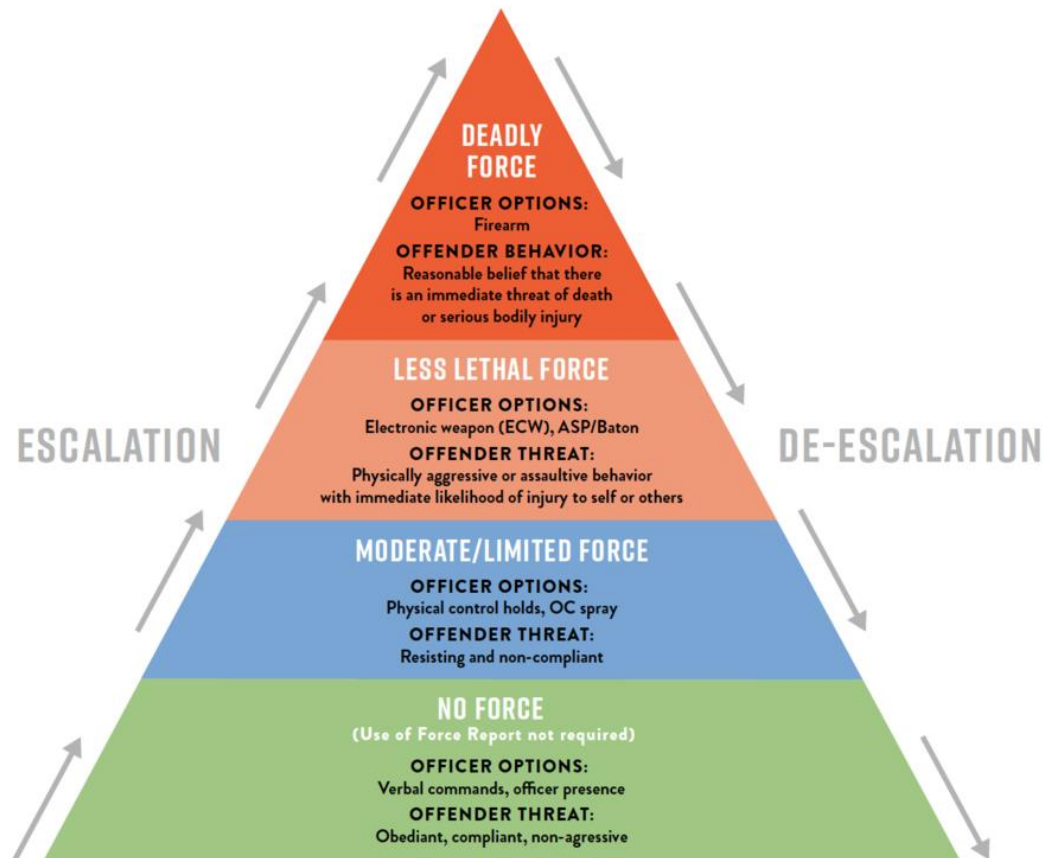 DEADLY
FORCE
OFFICER OPTIONS:
Firearm
OFFENDER BEHAVIOR:
Reasonable belief that there
is an immediate threat of death
or serious bodily injury
LESS LETHAL FORCE
OFFICER OPTIONS:
Electronic weapon (ECW), ASP/Baton
OFFENDER THREAT:
Physically aggressive or assaultive behavior
with immediate likelihood of injury to self or others
ESCALATION
DE-ESCALATION
MODERATE/LIMITED FORCE
OFFICER OPTIONS:
Physical control holds, OC spray
OFFENDER THREAT:
Resisting and non-compliant
NO FORCE
(Use of Force Report not required)
OFFICER OPTIONS:
Verbal commands, officer presence
OFFENDER THREAT:
Obediant, compliant, non-agressive